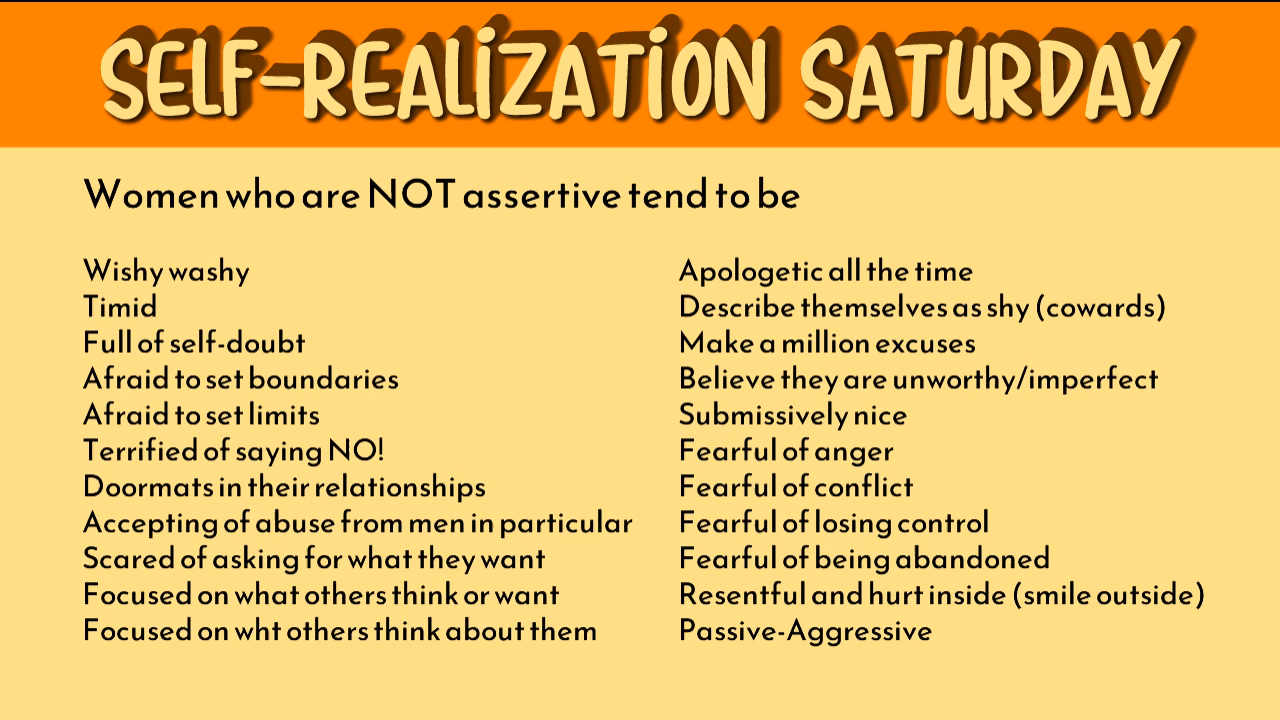 SELF-REALiZATiON SATURDAY
Women who are NOT assertive tend to be
Wishy washy
Timid
Full of self-doubt
Afraid to set boundaries
Afraid to set limits
Terrified of saying NO!
Doormats in their relationships
Accepting of abuse from men in particular
Scared of asking for what they want
Focused on what others think or want
Focused on wht others think about them
Apologetic all the time
Describe themselves as shy (cowards)
Make a million excuses
Believe they are unworthy/imperfect
Submissively nice
Fearful of anger
Fearful of conflict
Fearful of losing control
Fearful of being abandoned
Resentful and hurt inside (smile outside)
Passive-Aggressive